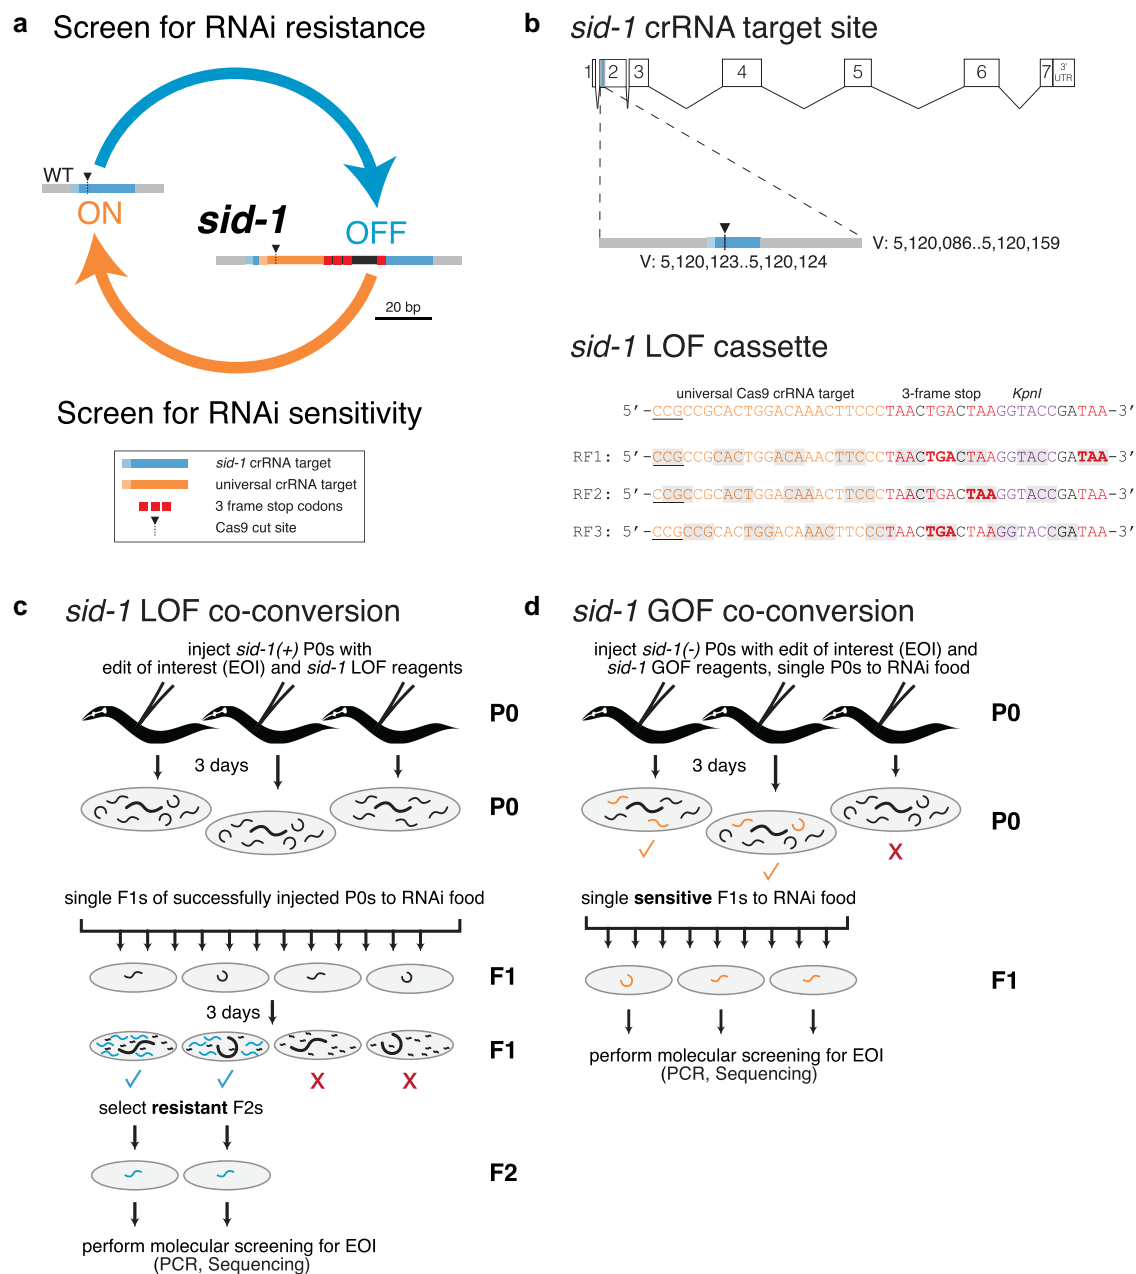 a Screen for RNAi resistance
WT
ON
sid-1
OFF
20 bp
Screen for RNAi sensitivity
sid-1 crRNA target
universal crRNA target
3 frame stop codons
Cas9 cut site
b sid-1 crRNA target site
1 2 3 4 5 6 7 3' UTR
V: 5,120,086..5,120,159
V: 5,120,123..5,120,124
sid-1 LOF cassette
universal Cas9 crRNA target 3-frame stop KpnI
5′-CCGCCGCACTGGACAAACTTCCCTAACTGACTAAGGTACCGATAA-3′
RF1: 5′-CCGCCGCACTGGACAAACTTCCCTAACTGACTAAGGTACCGATAA-3′
RF2: 5′-CCGCCGCACTGGACAAACTTCCCTAACTGACTAAGGTACCGATAA-3′
RF3: 5′-CCGCCGCACTGGACAAACTTCCCTAACTGACTAAGGTACCGATAA-3′
c sid-1 LOF co-conversion
inject sid-1(+) P0s with
edit of interest (EOI) and sid-1 LOF reagents
P0
3 days
P0
single F1s of successfully injected P0s to RNAi food
F1
3 days
F1
X X
select resistant F2s
F2
perform molecular screening for EOI
(PCR, Sequencing)
d sid-1 GOF co-conversion
inject sid-1(-) P0s with edit of interest (EOI) and
sid-1 GOF reagents, single P0s to RNAi food
P0
3 days
P0
X
single sensitive F1s to RNAi food
F1
perform molecular screening for EOI
(PCR, Sequencing)